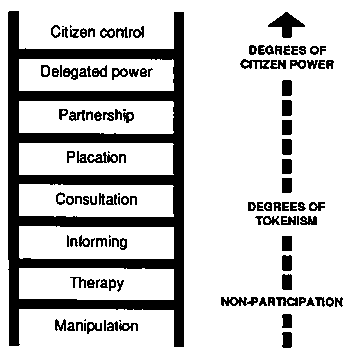 Citizen control
Delegated power
Partnership
Placation
Consultation
Informing
Therapy
Manipulation
DEGREES OF
CITIZEN POWER
DEGREES OF
TOKENISM
NON-PARTICIPATION